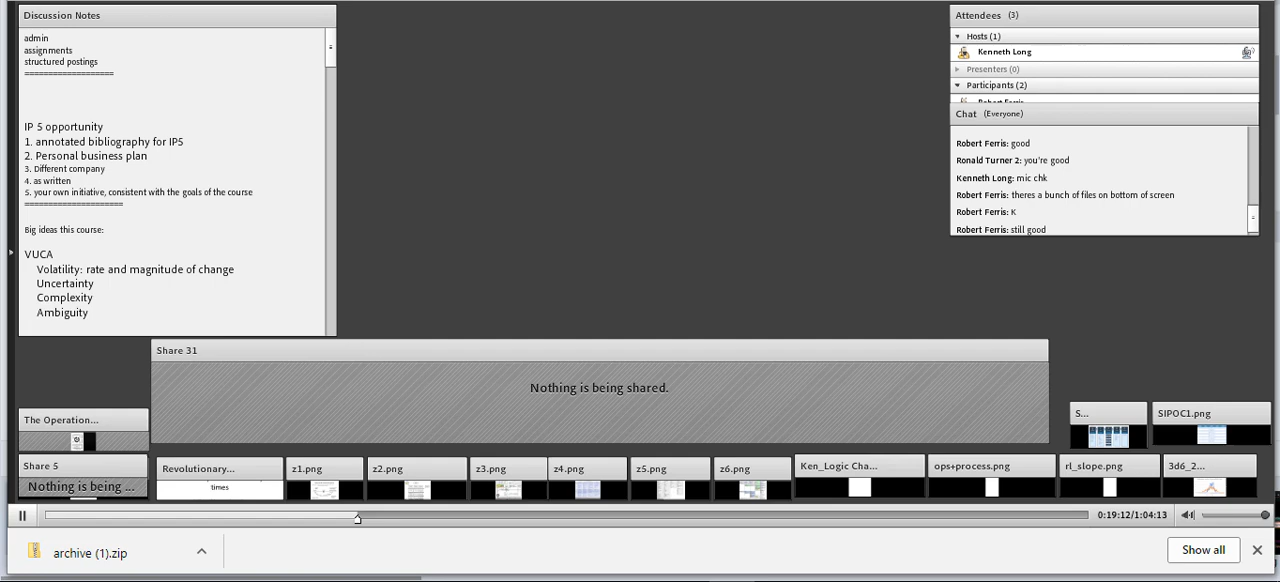 Discussion Notes
admin
assignments
structured postings
===================
IP 5 opportunity
1. annotated bibliography for IP5
2. Personal business plan
3. Different company
4. as written
5. your own initiative, consistent with the goals of the course
=====================
Big ideas this course:
VUCA
Volatility: rate and magnitude of change
Uncertainty
Complexity
Ambiguity
Attendees (3)
Hosts (1)
Kenneth Long
Presenters (0)
Participants (2)
Robert Ferris
Chat (Everyone)
Robert Ferris: good
Ronald Turner 2: you're good
Kenneth Long: mic chk
Robert Ferris: theres a bunch of files on bottom of screen
Robert Ferris: K
Robert Ferris: still good
Share 31
Nothing is being shared.
The Operation...
S...
SIPOC1.png
Share 5
Nothing is being ...
Revolutionary...
times
z1.png
z2.png
z3.png
z4.png
z5.png
z6.png
Ken_Logic Cha...
ops+process.png
rl_slope.png
3d6_2...
0:19:12/1:04:13
archive (1).zip
Show all